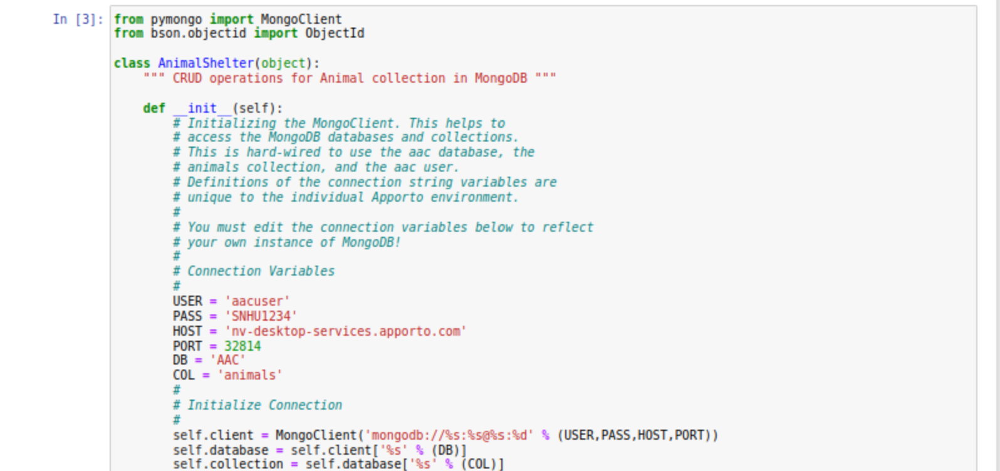 In [3]: from pymongo import MongoClient
from bson.objectid import ObjectId
class AnimalShelter(object):
    """ CRUD operations for Animal collection in MongoDB """
    def __init__(self):
        # Initializing the MongoClient. This helps to
        # access the MongoDB databases and collections.
        # This is hard-wired to use the aac database, the
        # animals collection, and the aac user.
        # Definitions of the connection string variables are
        # unique to the individual Apporto environment.
        #
        # You must edit the connection variables below to reflect
        # your own instance of MongoDB!
        #
        # Connection Variables
        #
        USER = 'aacuser'
        PASS = 'SNHU1234'
        HOST = 'nv-desktop-services.apporto.com'
        PORT = 32814
        DB = 'AAC'
        COL = 'animals'
        #
        # Initialize Connection
        #
        self.client = MongoClient('mongodb://%s:%s@%s:%d' % (USER,PASS,HOST,PORT))
        self.database = self.client['%s' % (DB)]
        self.collection = self.database['%s' % (COL)]